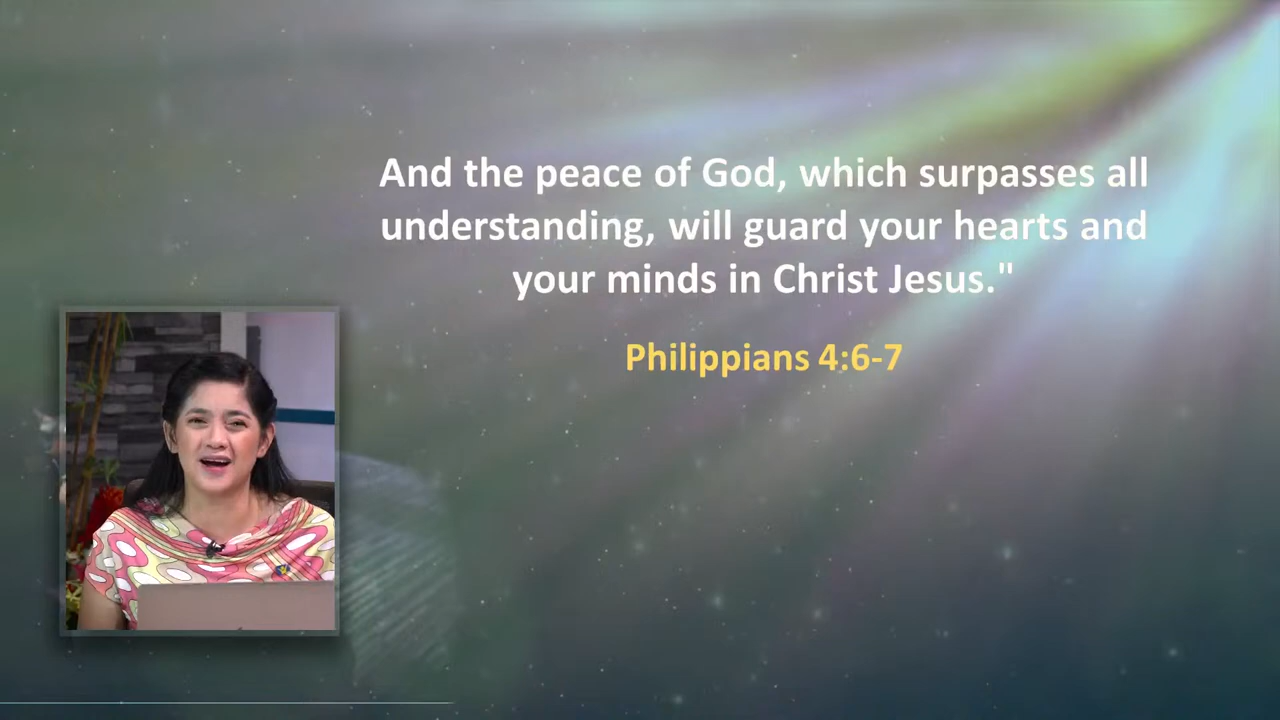 And the peace of God, which surpasses all
understanding, will guard your hearts and
your minds in Christ Jesus."
Philippians 4:6-7